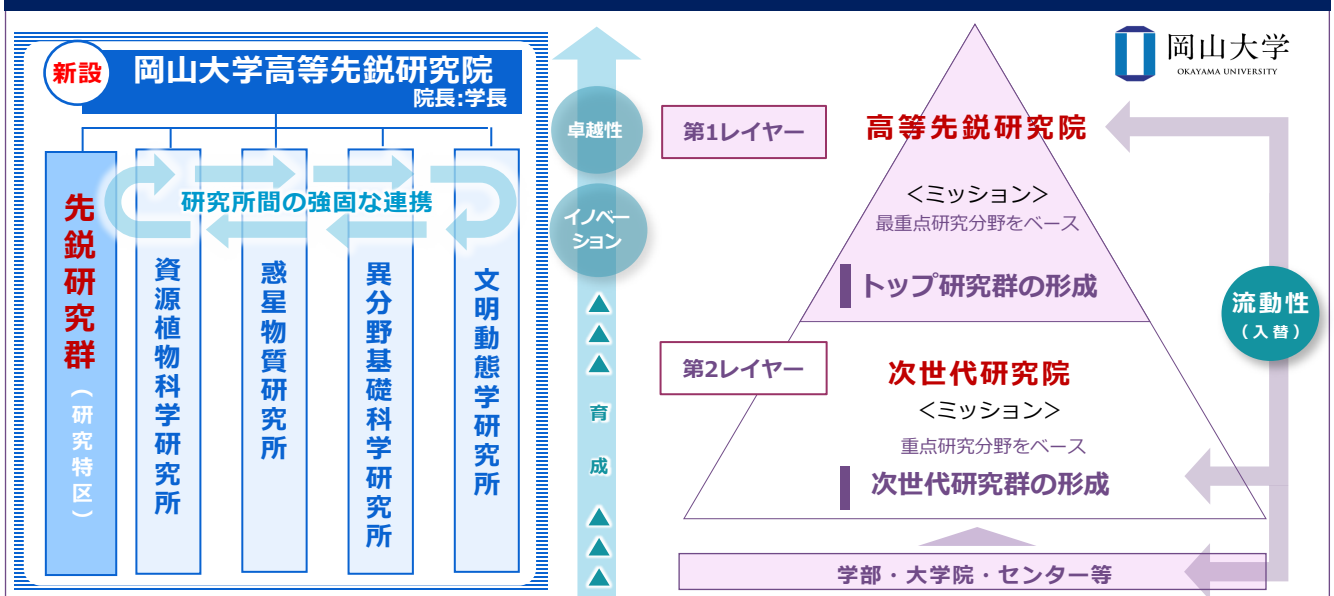 新設
岡山大学高等先鋭研究院
院長:学長
先鋭研究群
(研究特区)
研究所間の強固な連携
資源植物科学研究所
惑星物質研究所
異分野基礎科学研究所
文明動態学研究所
卓越性
イノベー
ション
育
成
岡山大学
OKAYAMA UNIVERSITY
第1レイヤー
高等先鋭研究院
<ミッション>
最重点研究分野をベース
トップ研究群の形成
流動性
(入替)
第2レイヤー
次世代研究院
<ミッション>
重点研究分野をベース
次世代研究群の形成
学部・大学院・センター等